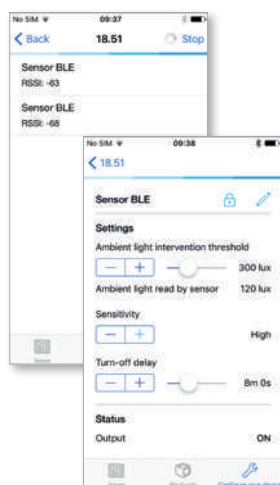 No SIM 09:37
Back 18.51 Stop
Sensor BLE
RSSI: -63
Sensor BLE
RSSI: -68
No SIM 09:38
18.51
Sensor BLE
Settings
Ambient light intervention threshold
− + 300 lux
Ambient light read by sensor 120 lux
Sensitivity
− + High
Turn-off delay
− + 8m 0s
Status
Output ON